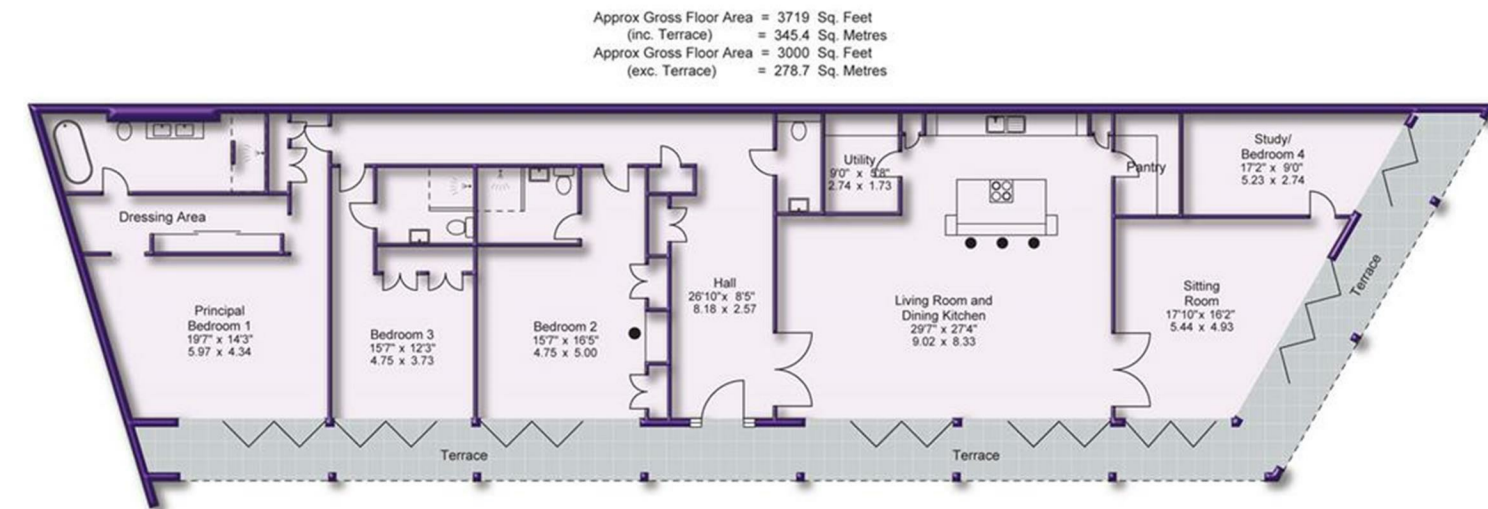 Approx Gross Floor Area = 3719 Sq. Feet
(inc. Terrace) = 345.4 Sq. Metres
Approx Gross Floor Area = 3000 Sq. Feet
(exc. Terrace) = 278.7 Sq. Metres
Dressing Area
Principal
Bedroom 1
19'7" x 14'3"
5.97 x 4.34
Bedroom 3
15'7" x 12'3"
4.75 x 3.73
Bedroom 2
15'7" x 16'5"
4.75 x 5.00
Hall
26'10"x 8'5"
8.18 x 2.57
Utility
9'0" x 5'8"
2.74 x 1.73
Living Room and
Dining Kitchen
29'7" x 27'4"
9.02 x 8.33
Pantry
Study/
Bedroom 4
17'2" x 9'0"
5.23 x 2.74
Sitting
Room
17'10"x 16'2"
5.44 x 4.93
Terrace
Terrace
Terrace